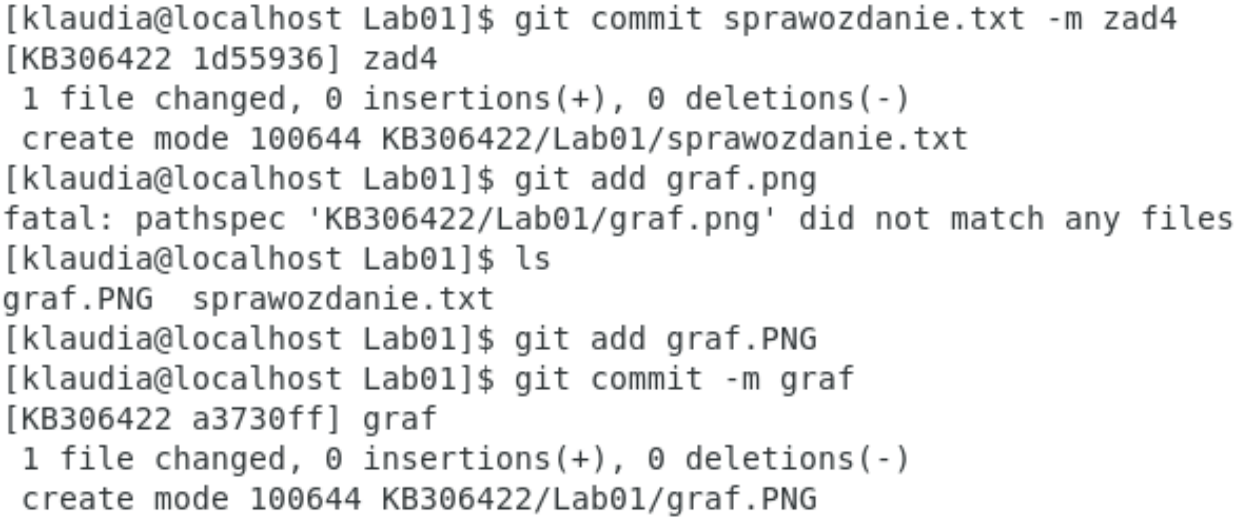 [klaudia@localhost Lab01]$ git commit sprawozdanie.txt -m zad4
[KB306422 1d55936] zad4
 1 file changed, 0 insertions(+), 0 deletions(-)
 create mode 100644 KB306422/Lab01/sprawozdanie.txt
[klaudia@localhost Lab01]$ git add graf.png
fatal: pathspec 'KB306422/Lab01/graf.png' did not match any files
[klaudia@localhost Lab01]$ ls
graf.PNG  sprawozdanie.txt
[klaudia@localhost Lab01]$ git add graf.PNG
[klaudia@localhost Lab01]$ git commit -m graf
[KB306422 a3730ff] graf
 1 file changed, 0 insertions(+), 0 deletions(-)
 create mode 100644 KB306422/Lab01/graf.PNG